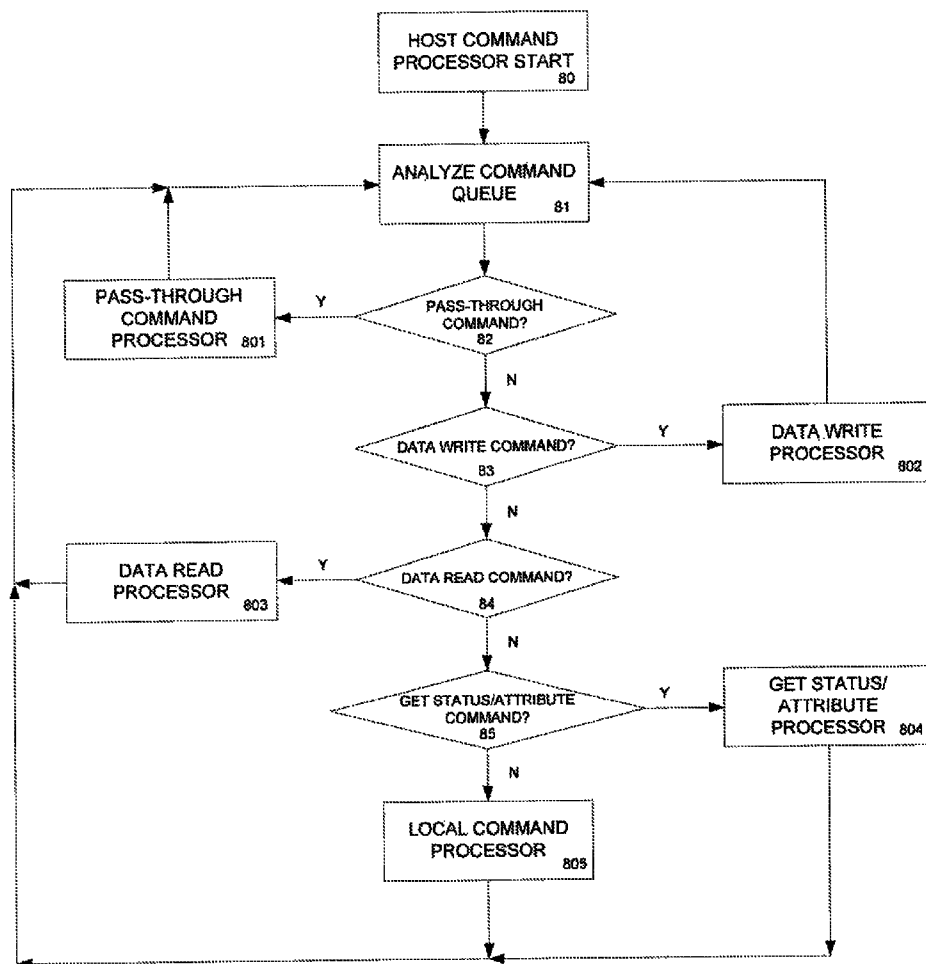 HOST COMMAND
PROCESSOR START
80
ANALYZE COMMAND
QUEUE
81
PASS-THROUGH
COMMAND
PROCESSOR 801
Y
PASS-THROUGH
COMMAND?
82
N
DATA WRITE COMMAND?
83
Y
DATA WRITE
PROCESSOR
802
N
DATA READ
PROCESSOR
803
Y
DATA READ COMMAND?
84
N
GET STATUS/ATTRIBUTE
COMMAND?
85
Y
GET STATUS/
ATTRIBUTE
PROCESSOR 804
N
LOCAL COMMAND
PROCESSOR
805